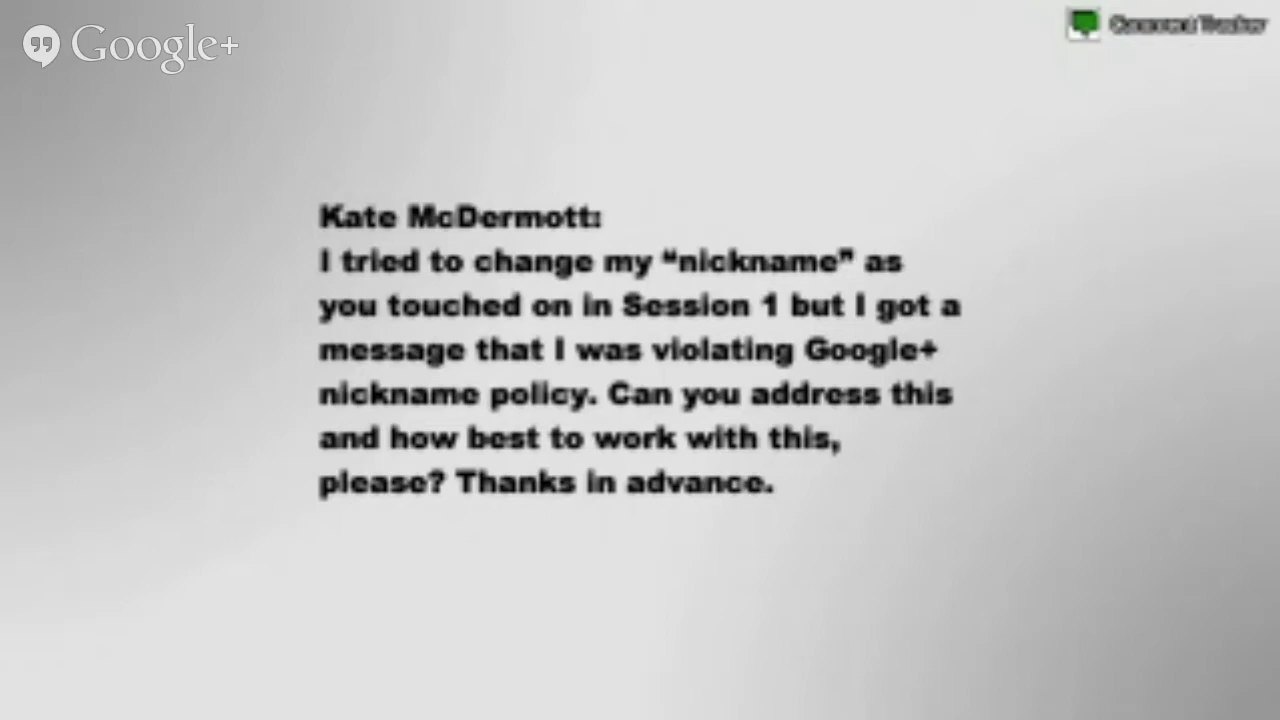 Google+
Kate McDermott:
I tried to change my “nickname” as
you touched on in Session 1 but I got a
message that I was violating Google+
nickname policy. Can you address this
and how best to work with this,
please? Thanks in advance.